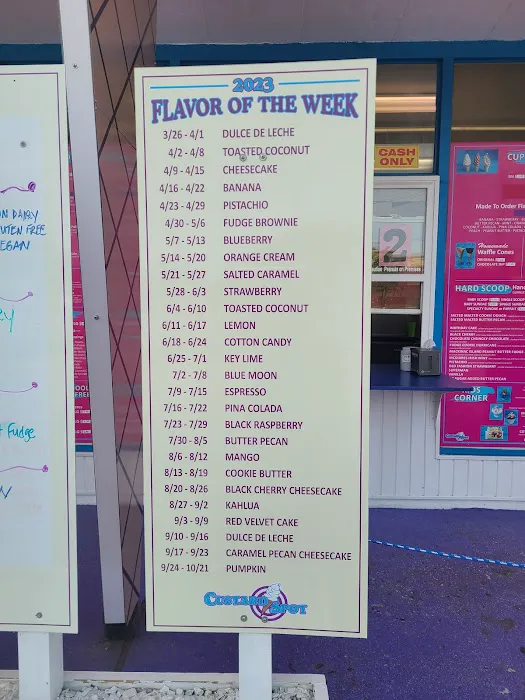 ON DAIRY
GLUTEN FREE
VEGAN
Fudge
2023
FLAVOR OF THE WEEK
3/26 - 4/1 DULCE DE LECHE
4/2 - 4/8 TOASTED COCONUT
4/9 - 4/15 CHEESECAKE
4/16 - 4/22 BANANA
4/23 - 4/29 PISTACHIO
4/30 - 5/6 FUDGE BROWNIE
5/7 - 5/13 BLUEBERRY
5/14 - 5/20 ORANGE CREAM
5/21 - 5/27 SALTED CARAMEL
5/28 - 6/3 STRAWBERRY
6/4 - 6/10 TOASTED COCONUT
6/11 - 6/17 LEMON
6/18 - 6/24 COTTON CANDY
6/25 - 7/1 KEY LIME
7/2 - 7/8 BLUE MOON
7/9 - 7/15 ESPRESSO
7/16 - 7/22 PINA COLADA
7/23 - 7/29 BLACK RASPBERRY
7/30 - 8/5 BUTTER PECAN
8/6 - 8/12 MANGO
8/13 - 8/19 COOKIE BUTTER
8/20 - 8/26 BLACK CHERRY CHEESECAKE
8/27 - 9/2 KAHLUA
9/3 - 9/9 RED VELVET CAKE
9/10 - 9/16 DULCE DE LECHE
9/17 - 9/23 CARAMEL PECAN CHEESECAKE
9/24 - 10/21 PUMPKIN
CUSTARD SPOT
CASH
ONLY
2
CUP
Made To Order
Homemade
Waffle Cones
HARD SCOOP
CORNER